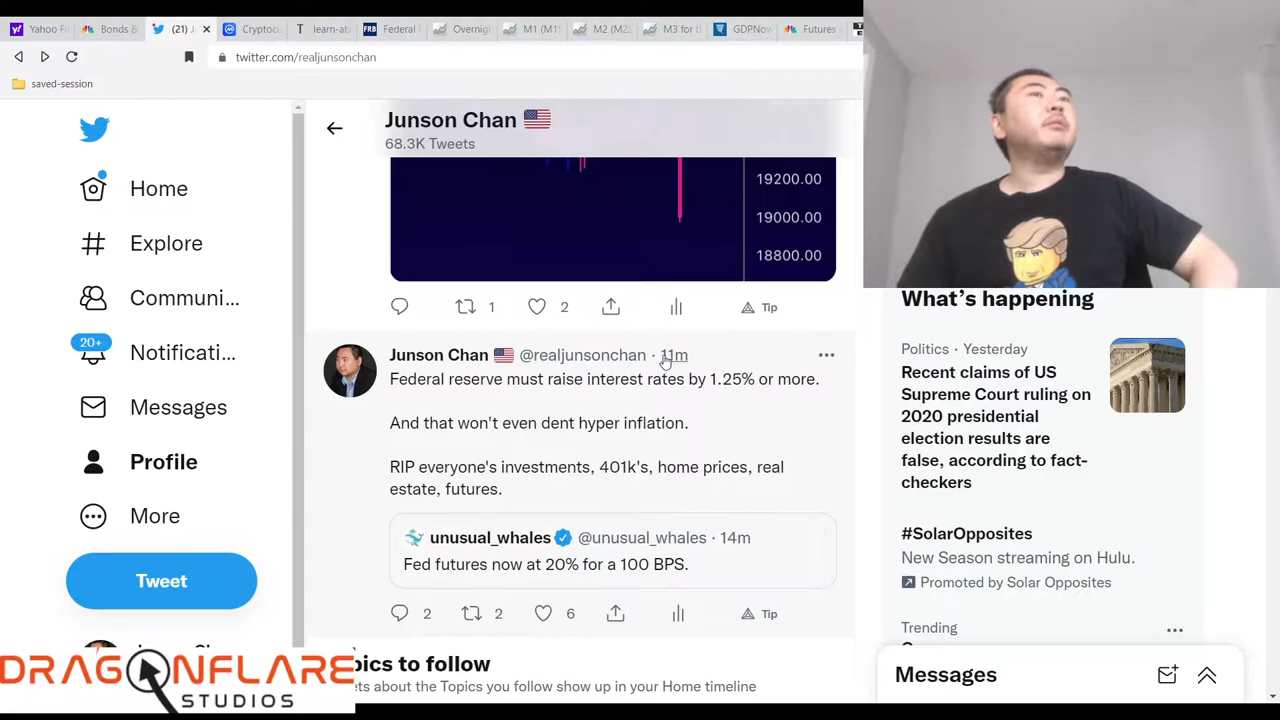 Yahoo Fi
Bonds &
(21) J
Cryptoc
learn-ab
Federal
Overnig
M1 (M1S
M2 (M2S
M3 for t
GDPNow
Futures
twitter.com/realjunsonchan
saved-session
Junson Chan 🇺🇸
68.3K Tweets
Home
Explore
Communi...
20+
Notificati...
Messages
Profile
More
Tweet
19200.00
19000.00
18800.00
1
2
Tip
Junson Chan 🇺🇸 @realjunsonchan · 11m
Federal reserve must raise interest rates by 1.25% or more.
And that won't even dent hyper inflation.
RIP everyone's investments, 401k's, home prices, real
estate, futures.
unusual_whales @unusual_whales · 14m
Fed futures now at 20% for a 100 BPS.
2
2
6
Tip
pics to follow
ets about the Topics you follow show up in your Home timeline
What's happening
Politics · Yesterday
Recent claims of US
Supreme Court ruling on
2020 presidential
election results are
false, according to fact-
checkers
#SolarOpposites
New Season streaming on Hulu.
Promoted by Solar Opposites
Trending
Messages
DRAGONFLARE
STUDIOS